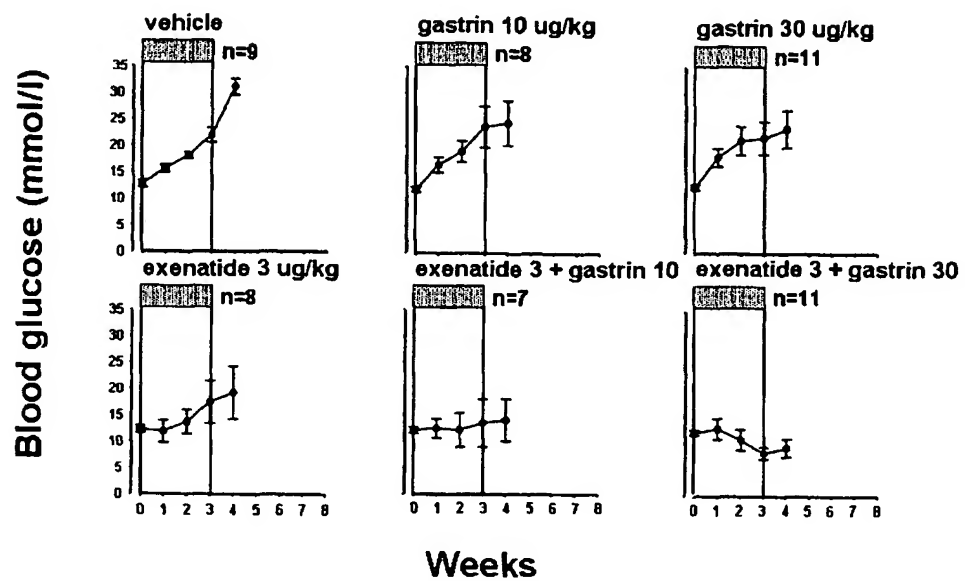 vehicle
n=9
gastrin 10 ug/kg
n=8
gastrin 30 ug/kg
n=11
35
30
25
20
15
10
5
0
exenatide 3 ug/kg
n=8
exenatide 3 + gastrin 10
n=7
exenatide 3 + gastrin 30
n=11
35
30
25
20
15
10
5
0
0 1 2 3 4 5 6 7 8
0 1 2 3 4 5 6 7 8
0 1 2 3 4 5 6 7 8
Blood glucose (mmol/l)
Weeks